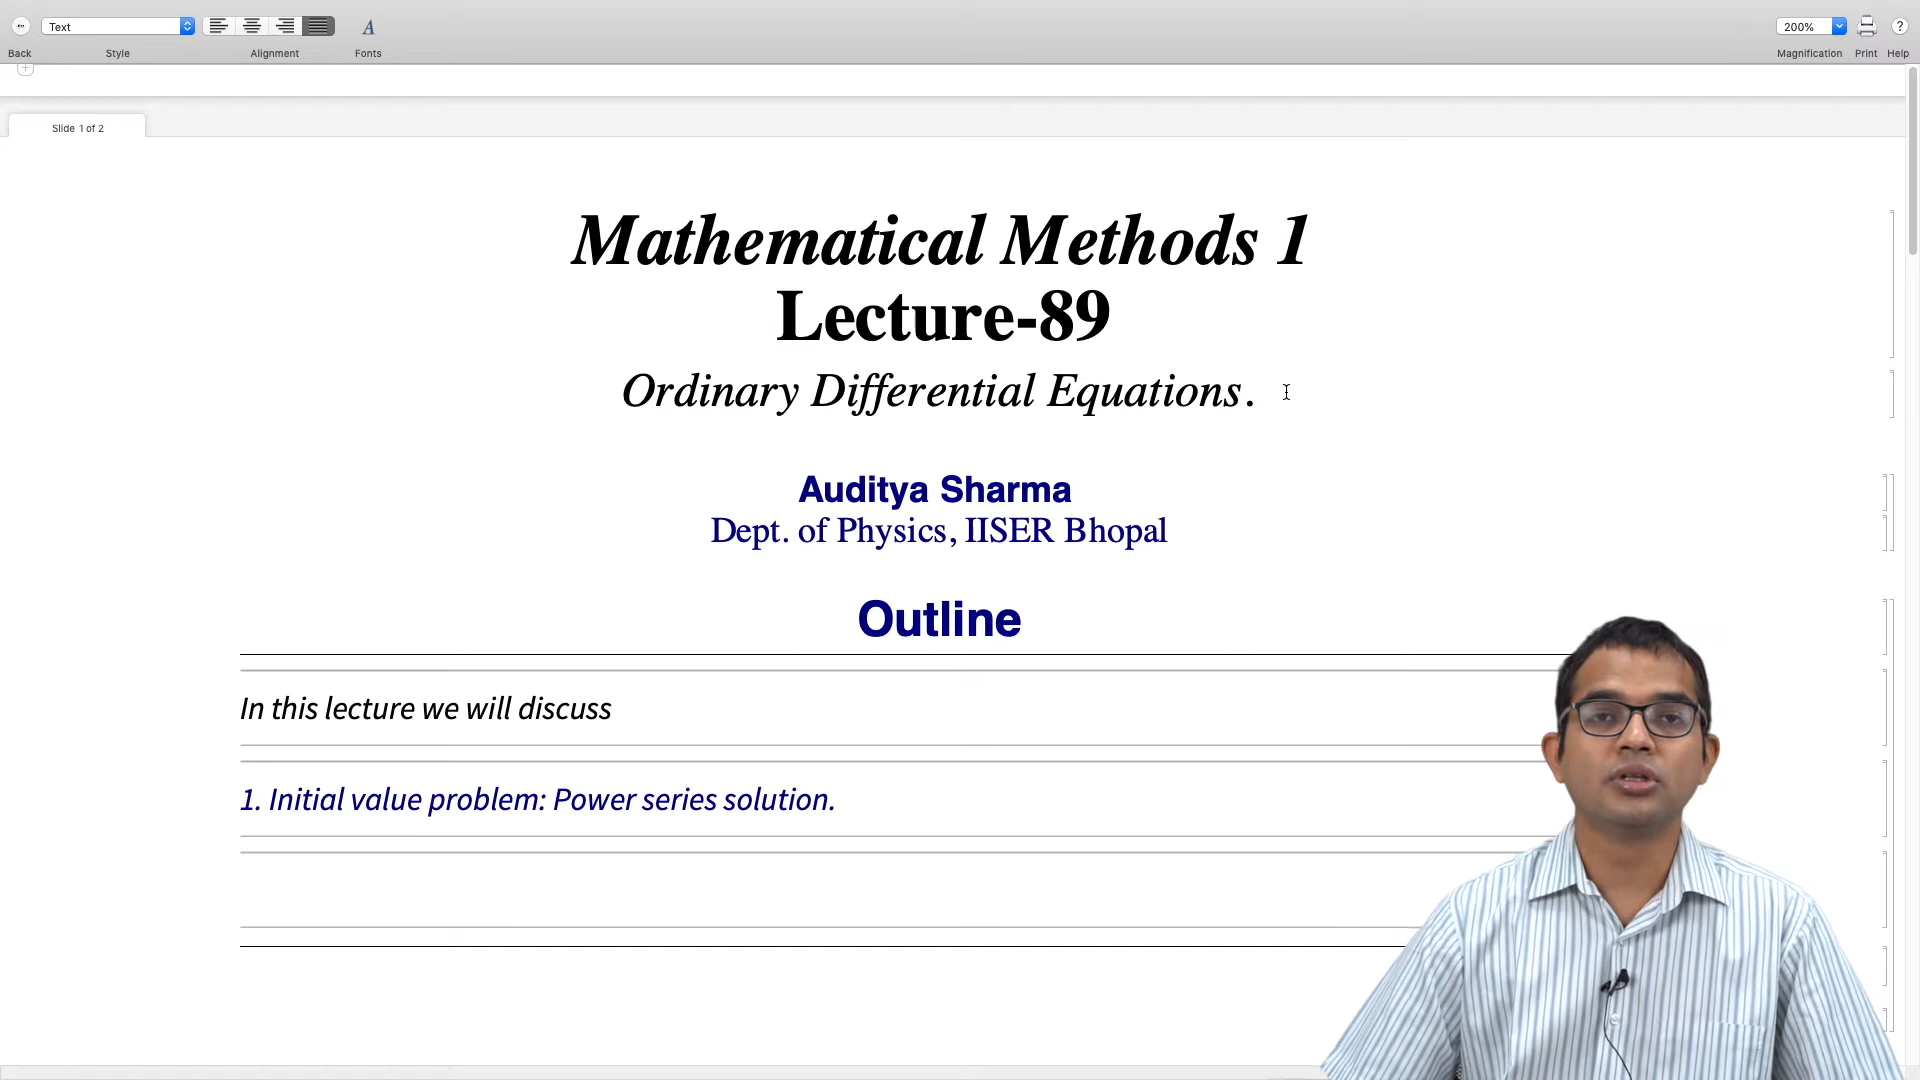 Text
200%
?
Back
Style
Alignment
Fonts
Magnification
Print
Help
Slide 1 of 2
Mathematical Methods 1
Lecture-89
Ordinary Differential Equations.
Auditya Sharma
Dept. of Physics, IISER Bhopal
Outline
In this lecture we will discuss
1. Initial value problem: Power series solution.